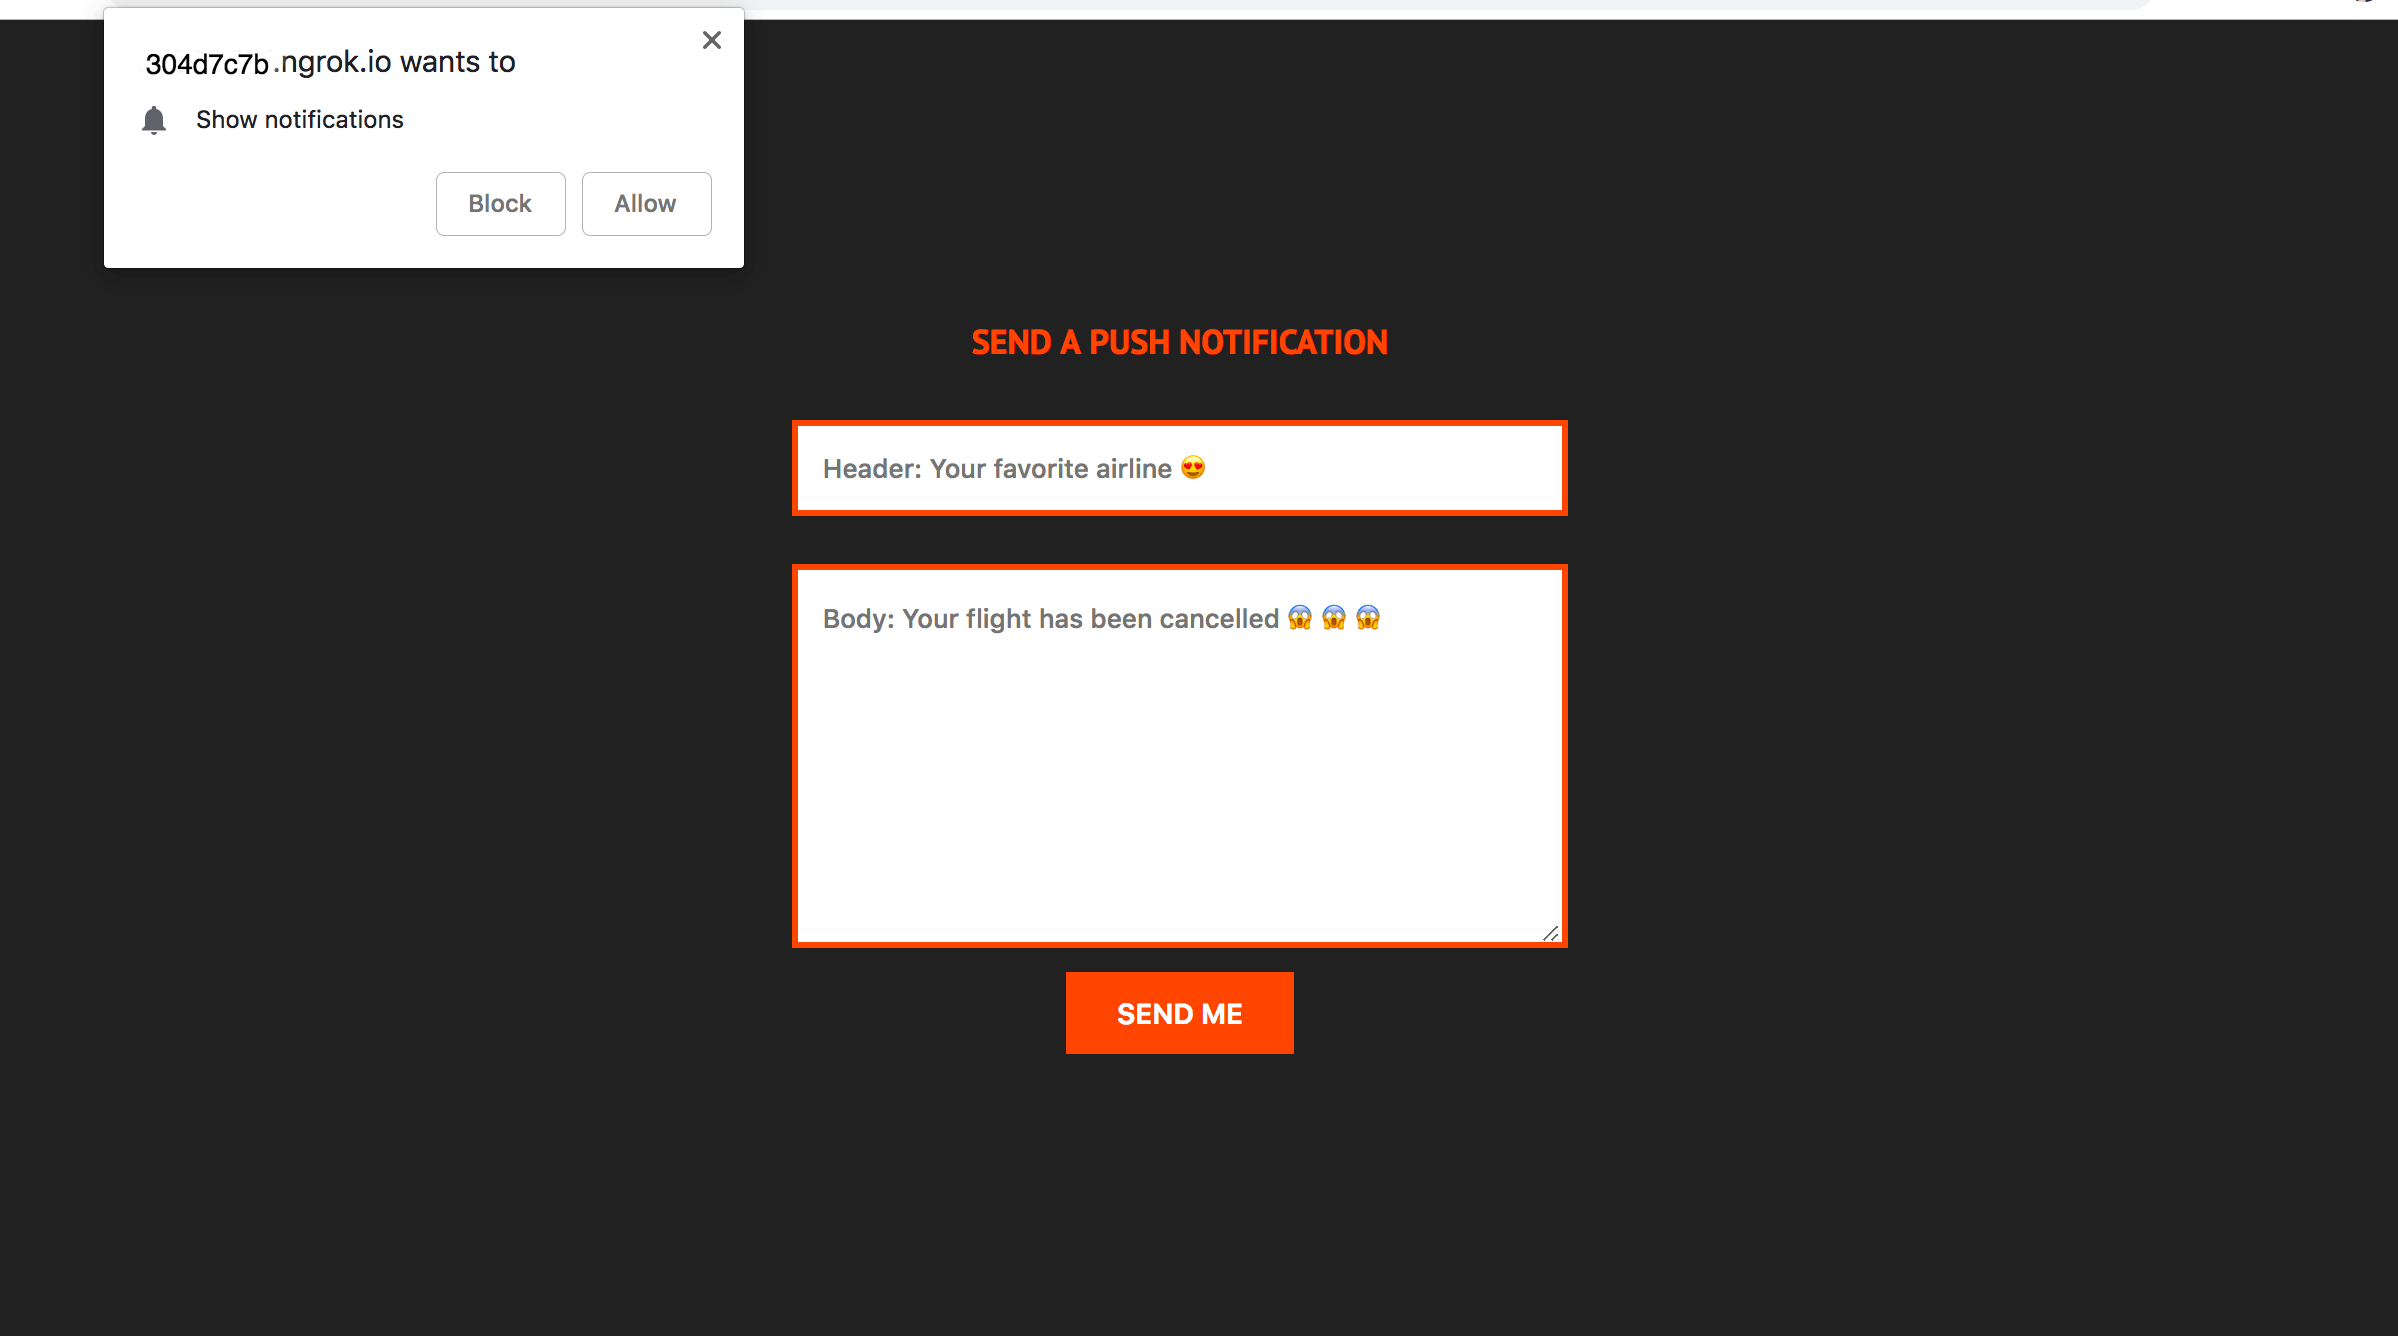 304d7c7b.ngrok.io wants to
Show notifications
Block
Allow
SEND A PUSH NOTIFICATION
Header: Your favorite airline 😍
Body: Your flight has been cancelled 😱 😱 😱
SEND ME